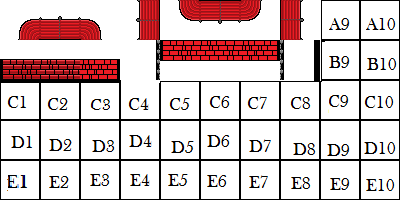 A9 A10
B9 B10
C1 C2 C3 C4 C5 C6 C7 C8 C9 C10
D1 D2 D3 D4 D5 D6 D7 D8 D9 D10
E1 E2 E3 E4 E5 E6 E7 E8 E9 E10